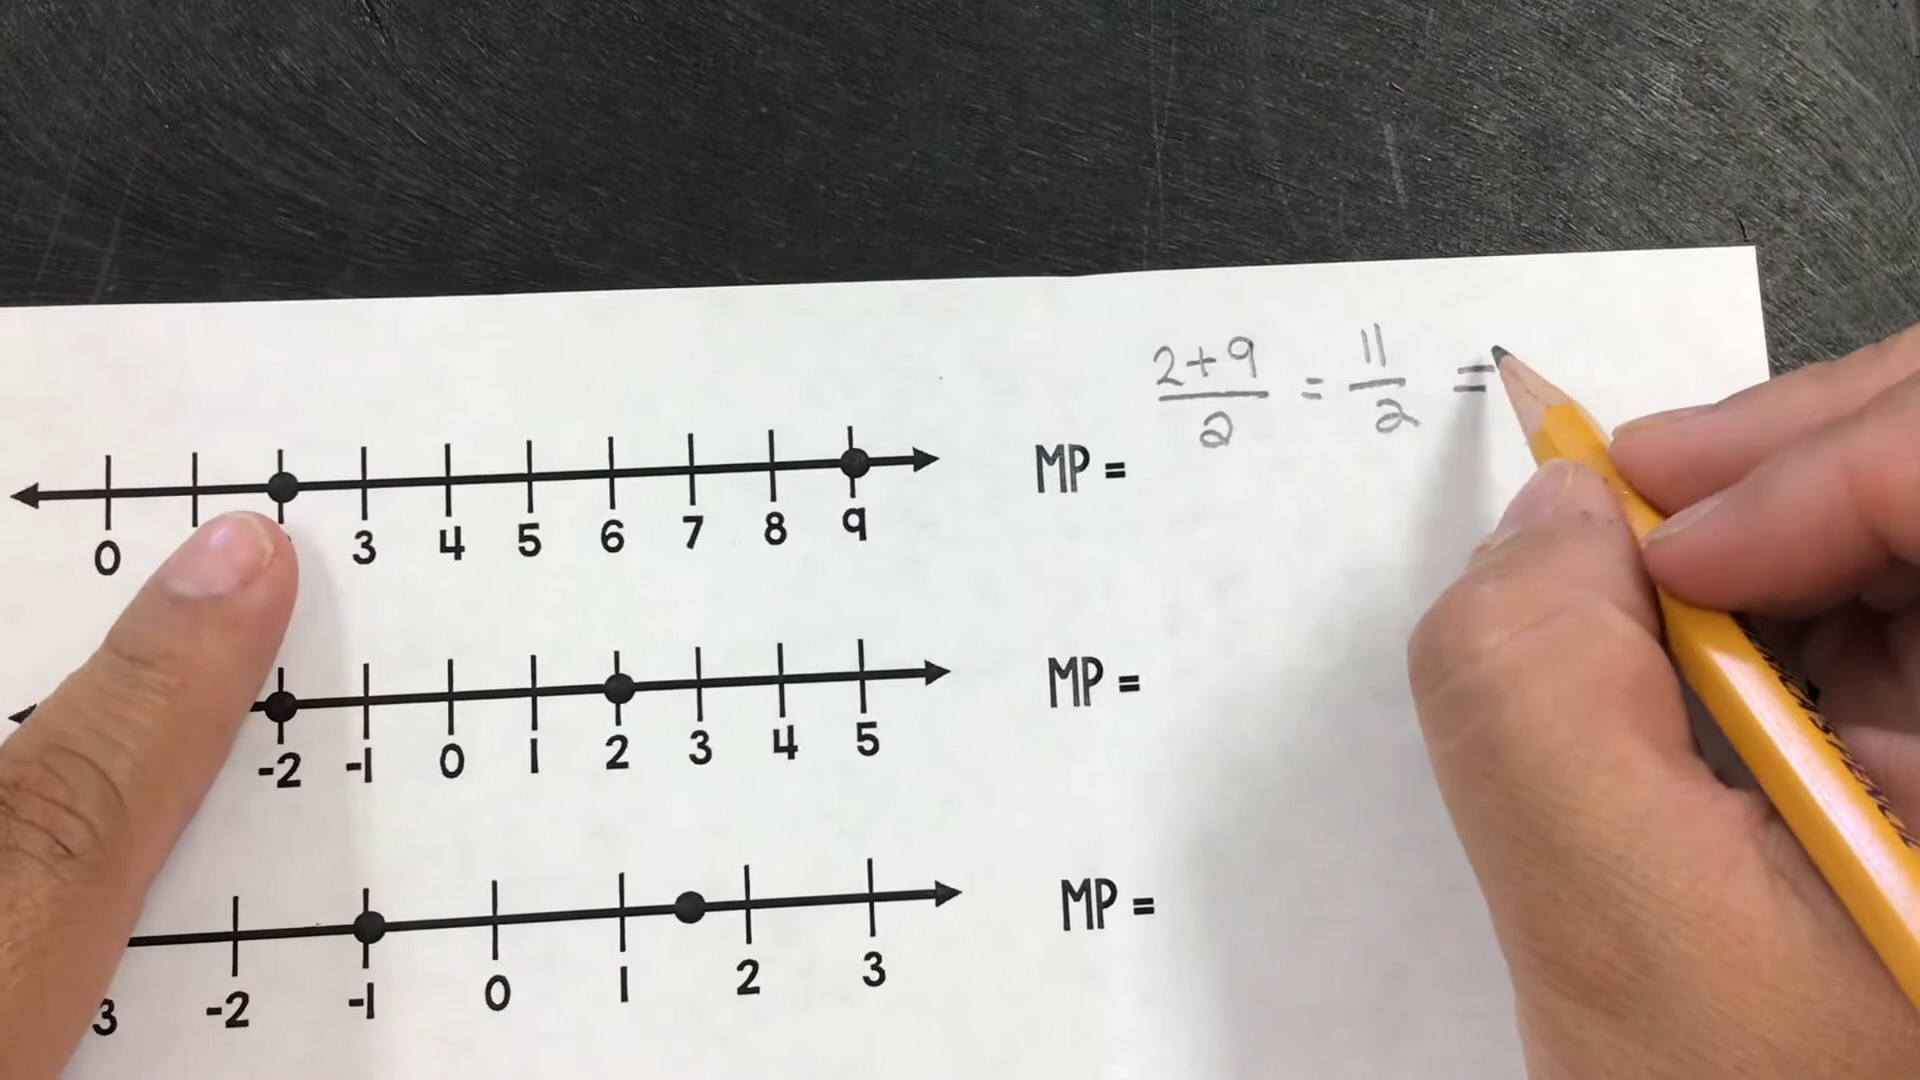 2+9/2 = 11/2 =
MP =
0 3 4 5 6 7 8 9
MP =
-2 -1 0 1 2 3 4 5
MP =
3 -2 -1 0 1 2 3